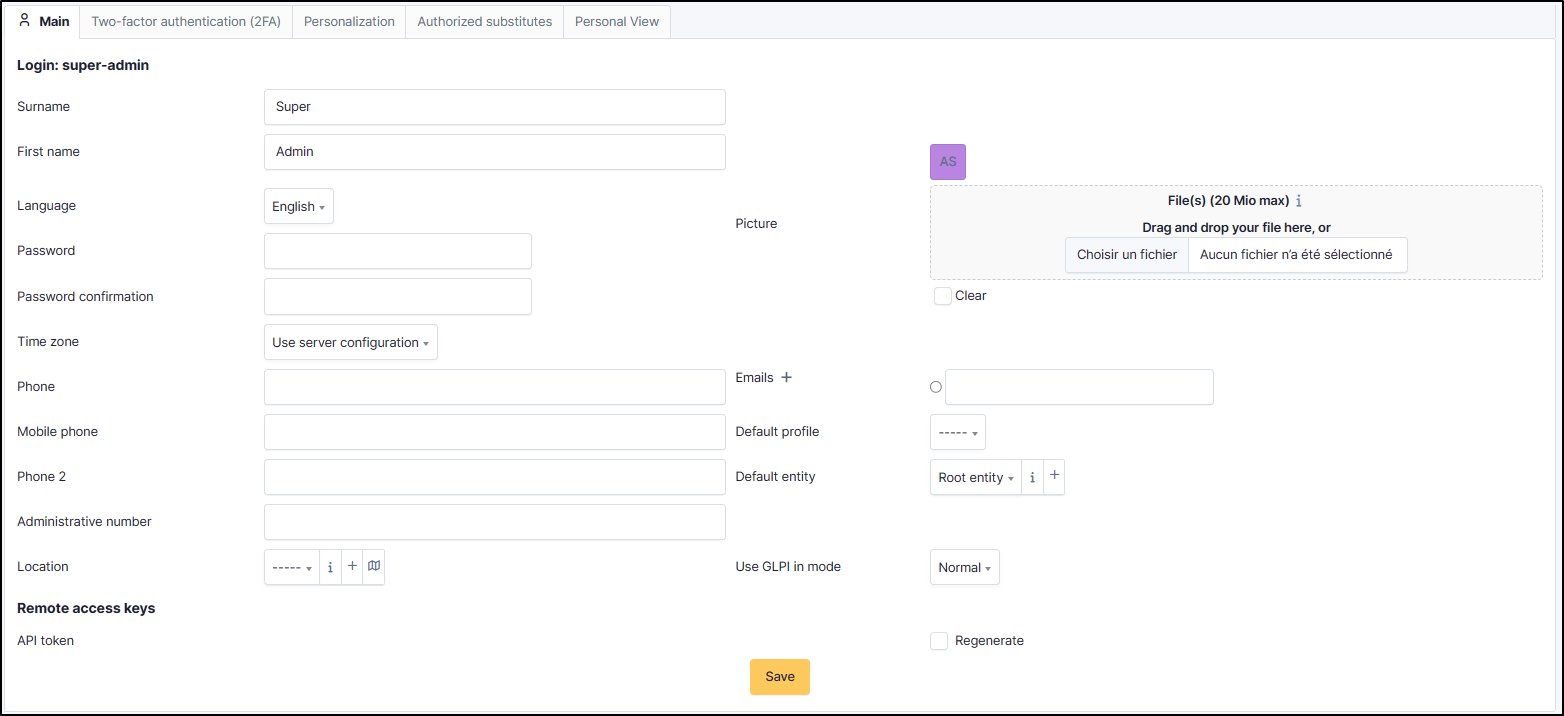 Main Two-factor authentication (2FA) Personalization Authorized substitutes Personal View
Login: super-admin
Surname Super
First name Admin
AS
Language English
Picture
File(s) (20 Mio max) i
Drag and drop your file here, or
Choisir un fichier Aucun fichier n'a été sélectionné
Password
Password confirmation
Clear
Time zone Use server configuration
Phone
Emails +
Mobile phone
Default profile -----
Phone 2
Default entity Root entity i +
Administrative number
Location ----- i +
Use GLPI in mode Normal
Remote access keys
API token
Regenerate
Save